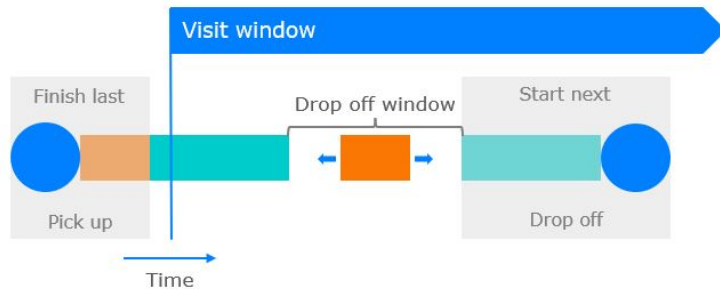 Visit window
Finish last
Drop off window
Start next
Pick up
Drop off
Time